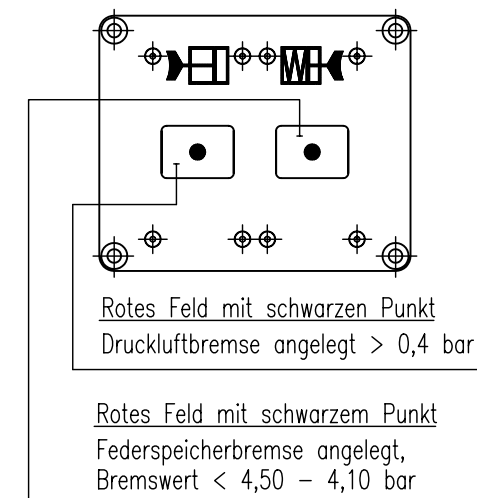 Rotes Feld mit schwarzen Punkt
Druckluftbremse angelegt > 0,4 bar
Rotes Feld mit schwarzem Punkt
Federspeicherbremse angelegt,
Bremswert < 4,50 – 4,10 bar